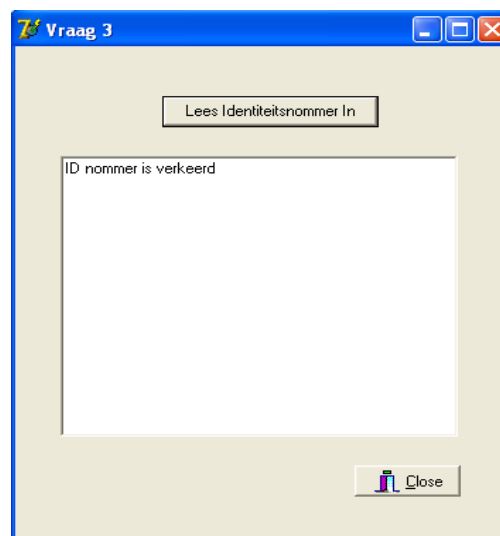 Vraag 3
Lees Identiteitsnommer In
ID nommer is verkeerd
Close